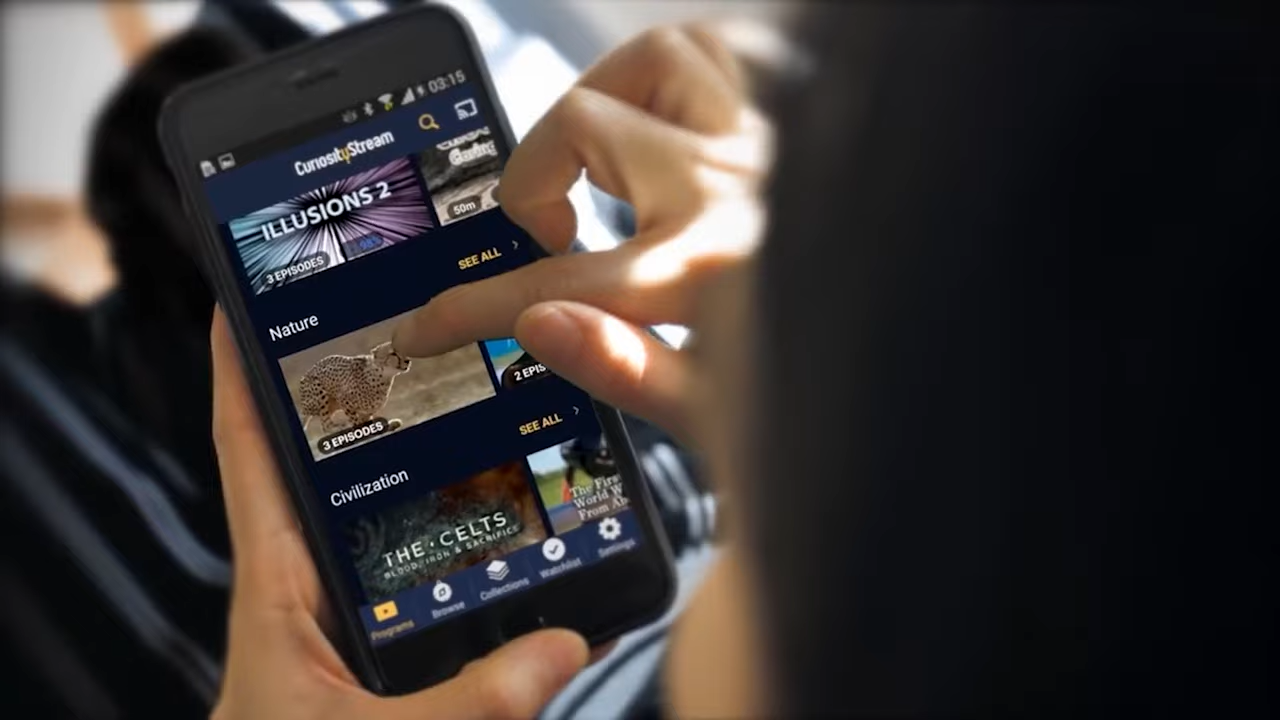 03:15
CuriosityStream
ILLUSIONS 2
3 EPISODES
50m
SEE ALL
Nature
3 EPISODES
2 EPIS
SEE ALL
Civilization
THE·CELTS
BLOOD, IRON & SACRIFICE
The First
World W
From A
Programs
Browse
Collections
Watchlist
Settings